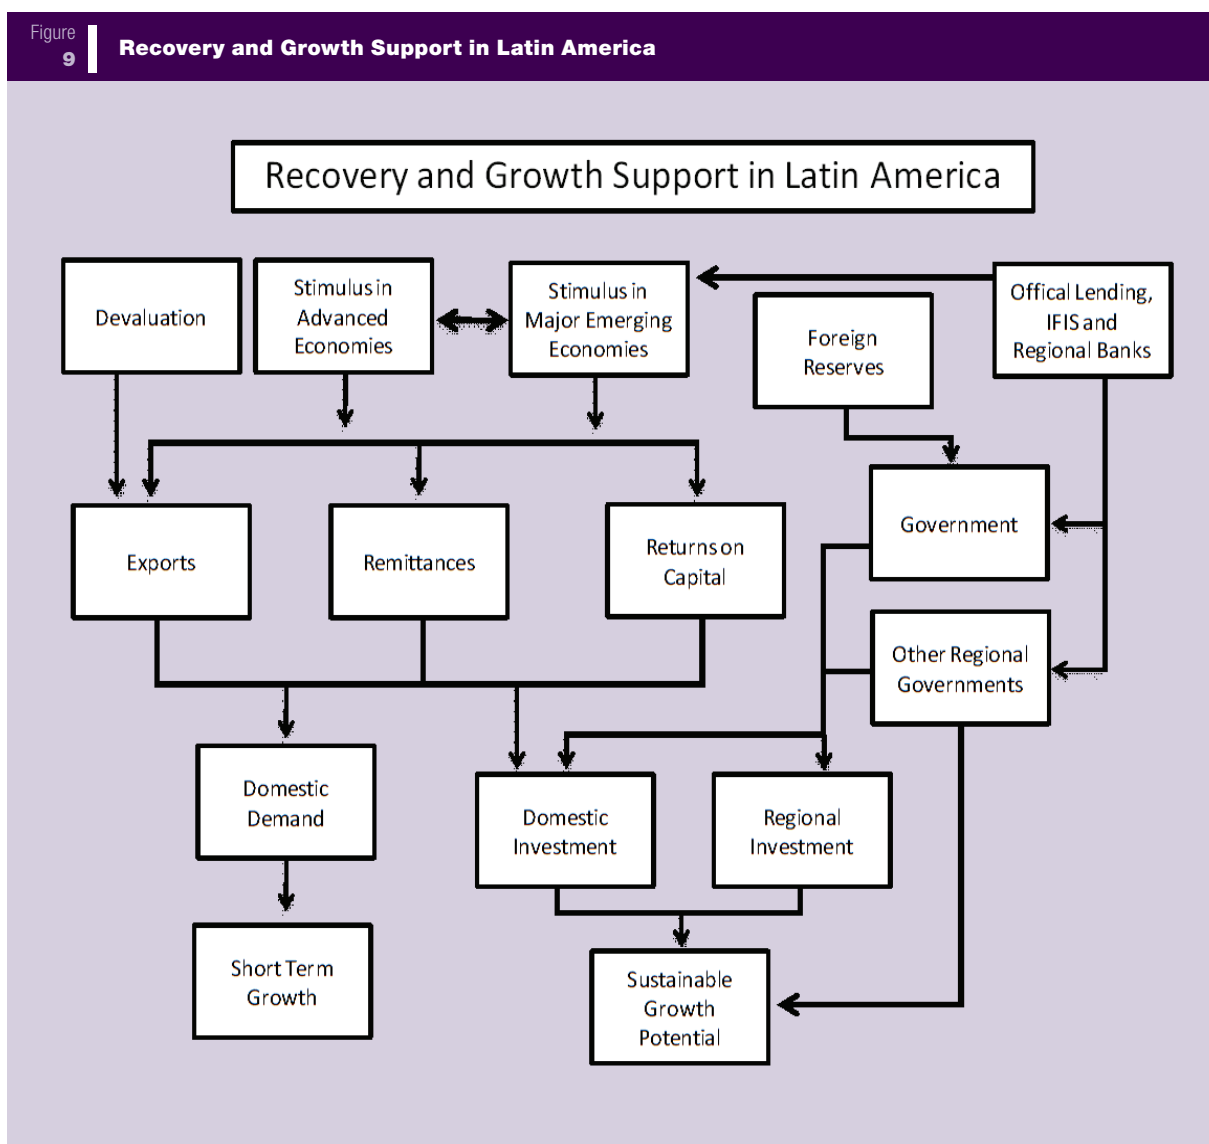 Figure
9
Recovery and Growth Support in Latin America
Recovery and Growth Support in Latin America
Devaluation
Stimulus in
Advanced
Economies
Stimulus in
Major Emerging
Economies
Foreign
Reserves
Offical Lending,
IFIS and
Regional Banks
Exports
Remittances
Returns on
Capital
Government
Other Regional
Governments
Domestic
Demand
Domestic
Investment
Regional
Investment
Short Term
Growth
Sustainable
Growth
Potential